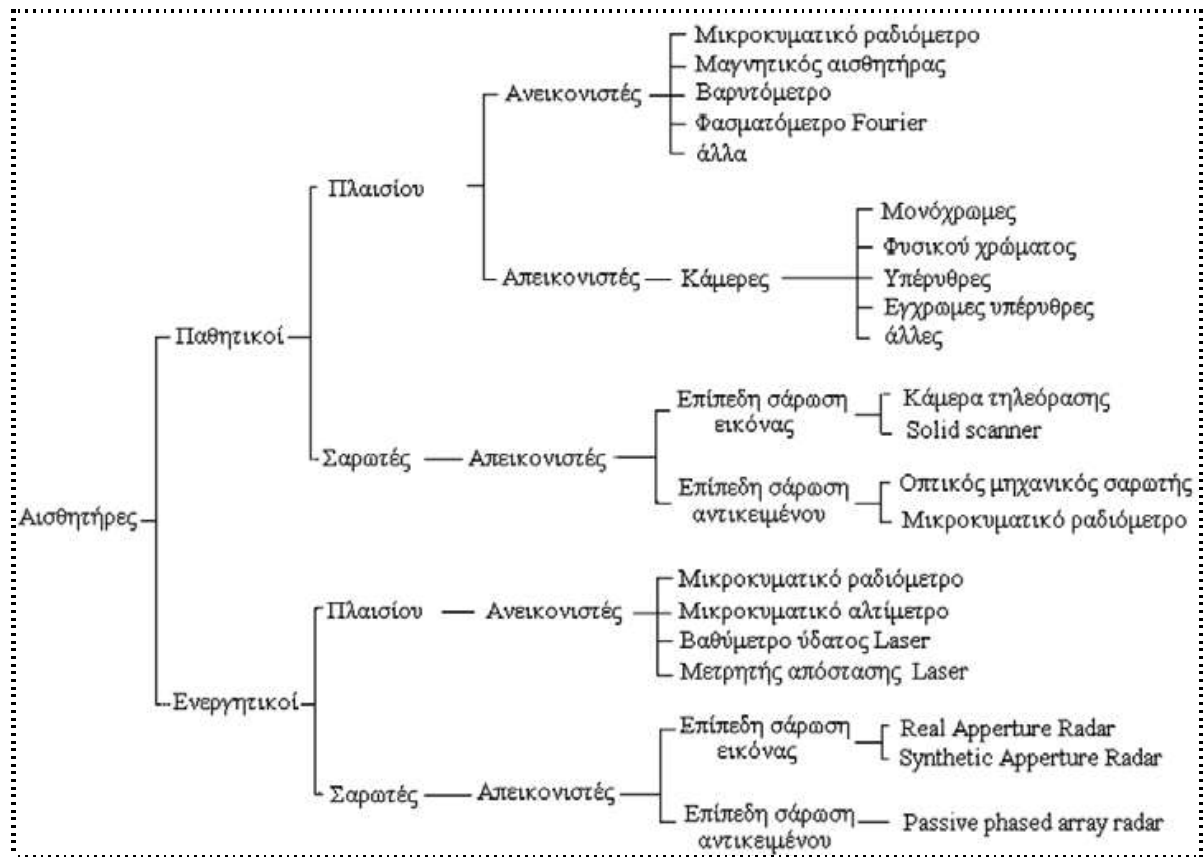 Μικροκυματικό ραδιόμετρο
Μαγνητικός αισθητήρας
Ανεικονιστές
Βαρυτόμετρο
Φασματόμετρο Fourier
άλλα
Πλαισίου
Μονόχρωμες
Φυσικού χρώματος
Απεικονιστές
Κάμερες
Υπέρυθρες
Εγχρωμες υπέρυθρες
άλλες
Παθητικοί
Επίπεδη σάρωση
εικόνας
Κάμερα τηλεόρασης
Solid scanner
Σαρωτές
Απεικονιστές
Επίπεδη σάρωση
αντικειμένου
Οπτικός μηχανικός σαρωτής
Μικροκυματικό ραδιόμετρο
Αισθητήρες
Μικροκυματικό ραδιόμετρο
Πλαισίου
Ανεικονιστές
Μικροκυματικό αλτίμετρο
Βαθύμετρο ύδατος Laser
Μετρητής απόστασης Laser
Ενεργητικοί
Επίπεδη σάρωση
εικόνας
Real Apperture Radar
Synthetic Apperture Radar
Σαρωτές
Απεικονιστές
Επίπεδη σάρωση
αντικειμένου
Passive phased array radar